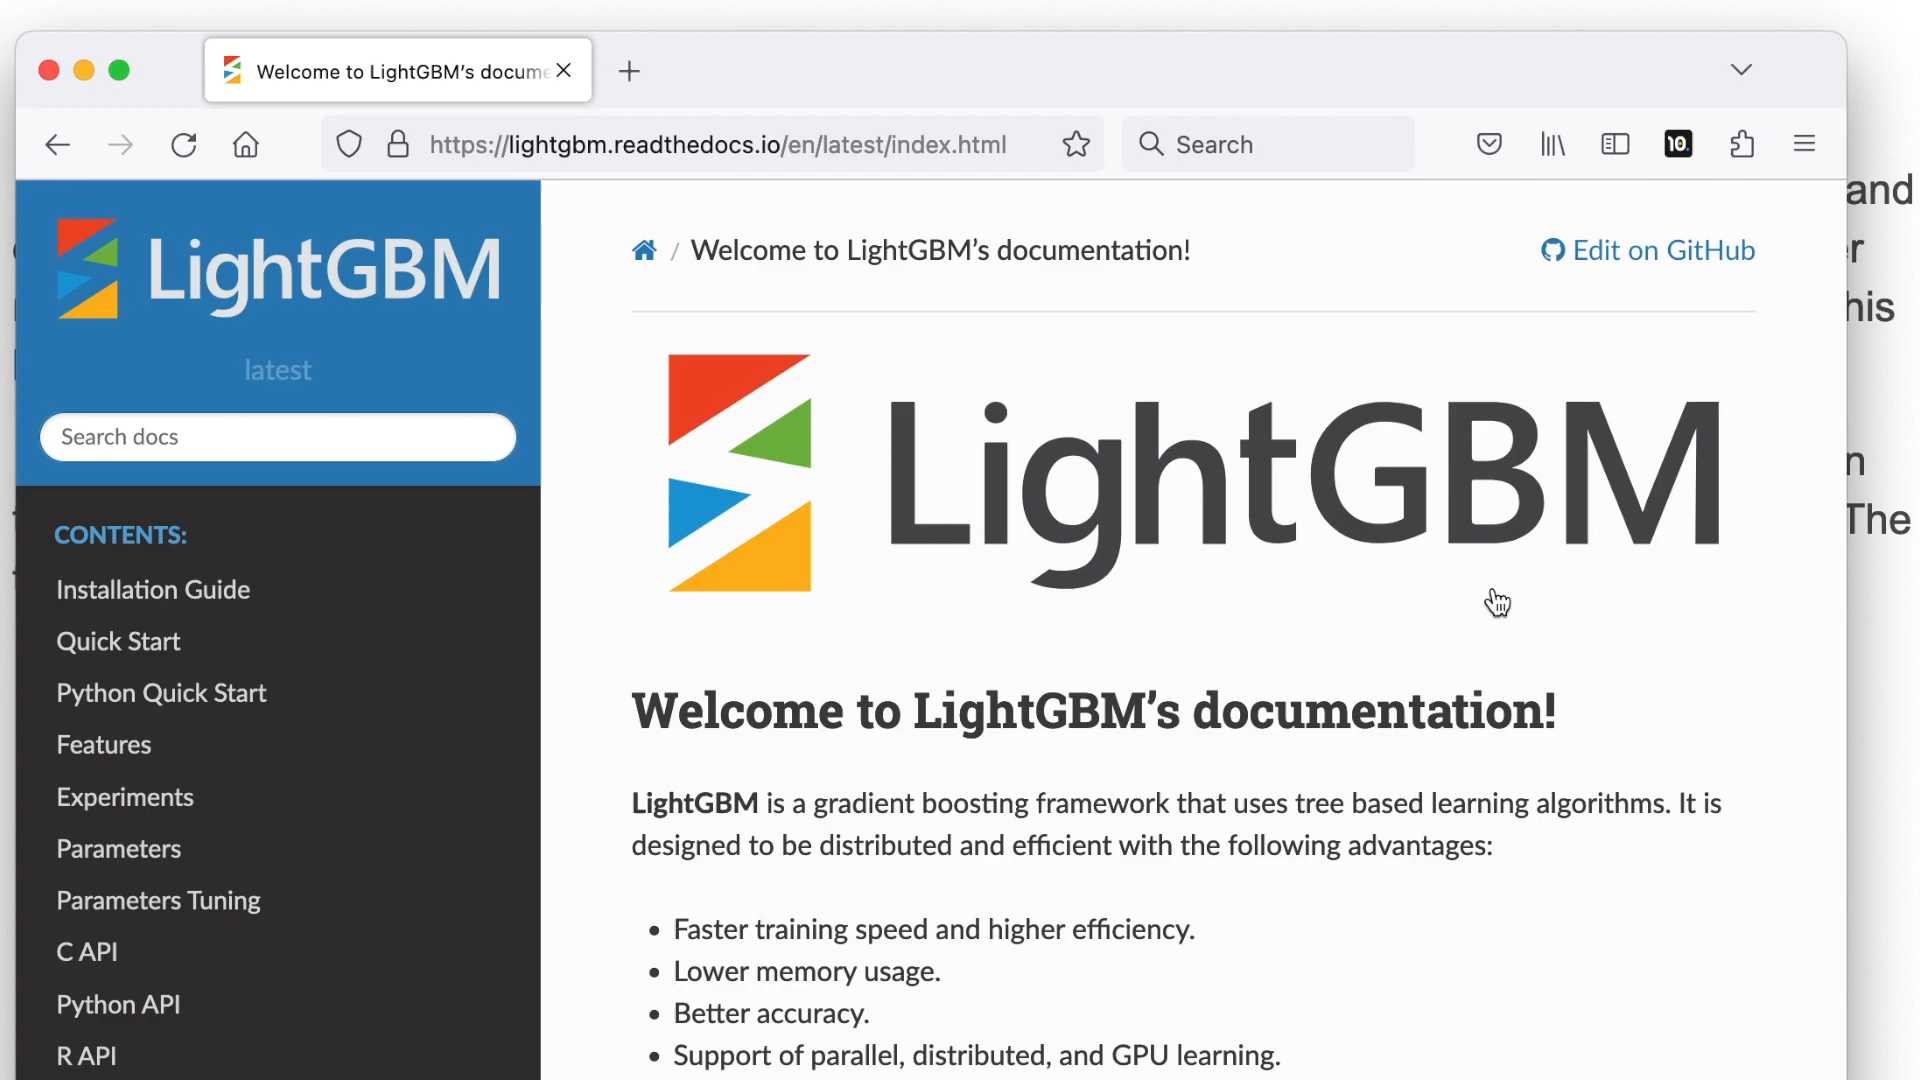 Welcome to LightGBM's docume
https://lightgbm.readthedocs.io/en/latest/index.html
Search
10.
and
er
his
n
The
LightGBM
latest
Search docs
CONTENTS:
Installation Guide
Quick Start
Python Quick Start
Features
Experiments
Parameters
Parameters Tuning
C API
Python API
R API
/ Welcome to LightGBM's documentation!
Edit on GitHub
LightGBM
Welcome to LightGBM's documentation!
LightGBM is a gradient boosting framework that uses tree based learning algorithms. It is
designed to be distributed and efficient with the following advantages:
• Faster training speed and higher efficiency.
• Lower memory usage.
• Better accuracy.
• Support of parallel, distributed, and GPU learning.